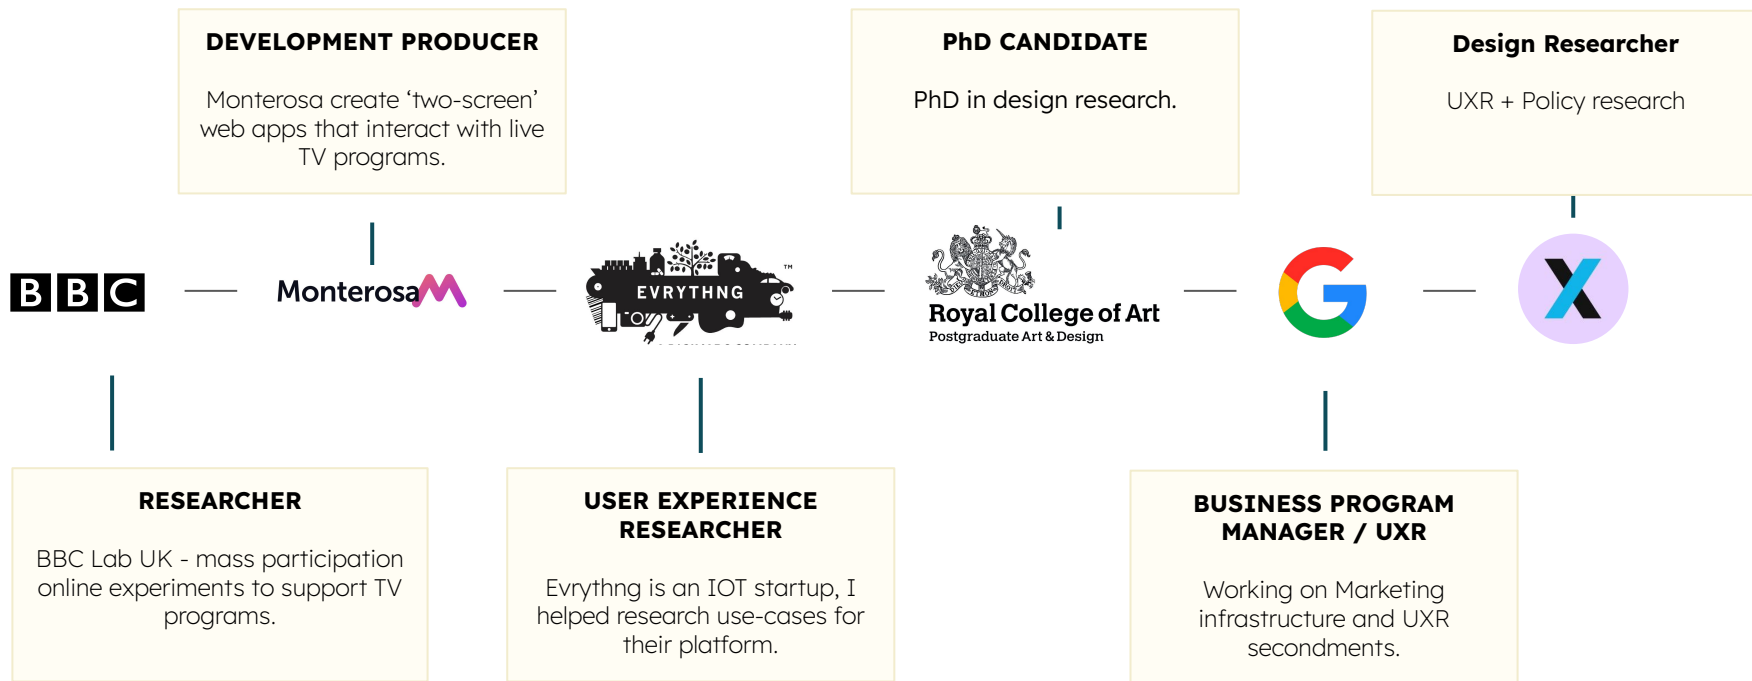 DEVELOPMENT PRODUCER
Monterosa create ‘two-screen’
web apps that interact with live
TV programs.
PhD CANDIDATE
PhD in design research.
Design Researcher
UXR + Policy research
BBC
Monterosa
EVRYTHNG
TM
Royal College of Art
Postgraduate Art & Design
RESEARCHER
BBC Lab UK - mass participation
online experiments to support TV
programs.
USER EXPERIENCE
RESEARCHER
Evrythng is an IOT startup, I
helped research use-cases for
their platform.
BUSINESS PROGRAM
MANAGER / UXR
Working on Marketing
infrastructure and UXR
secondments.